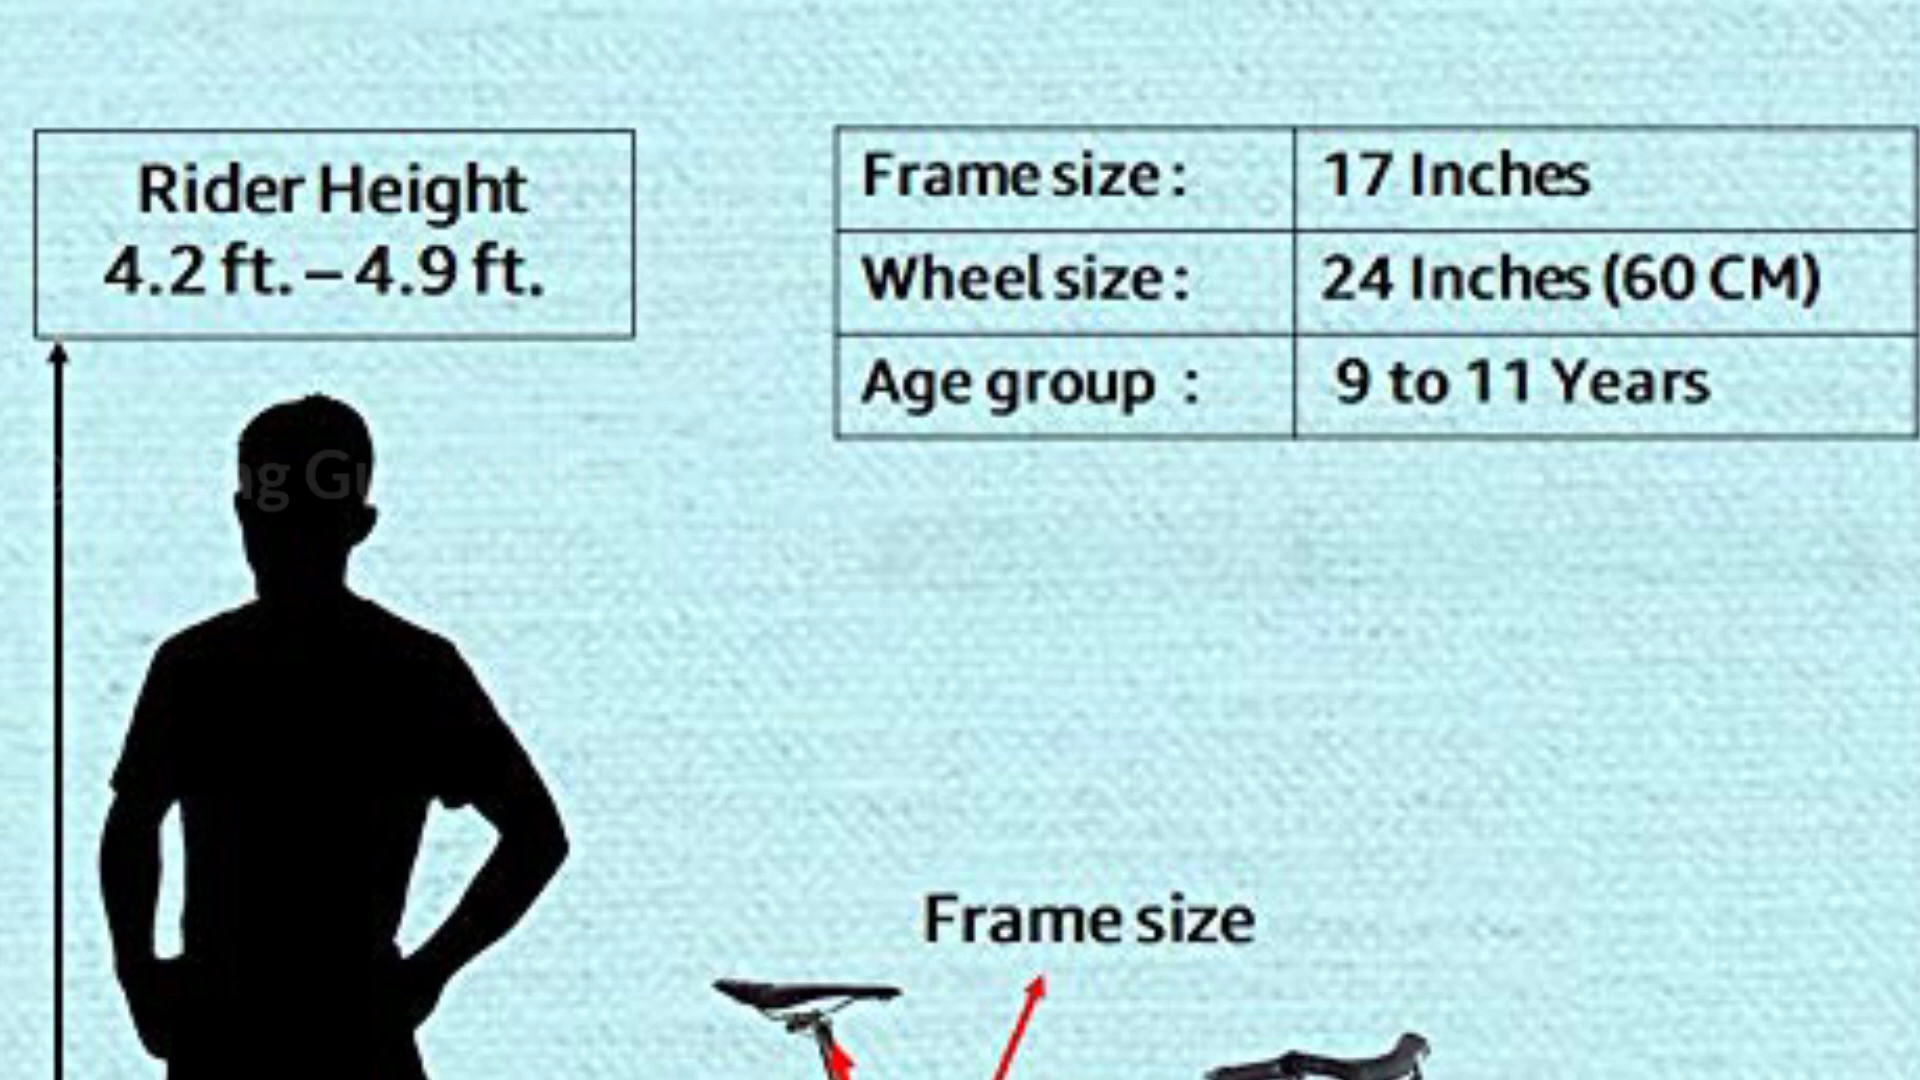 Rider Height
4.2 ft. – 4.9 ft.
Frame size : 17 Inches
Wheel size : 24 Inches (60 CM)
Age group : 9 to 11 Years
Frame size